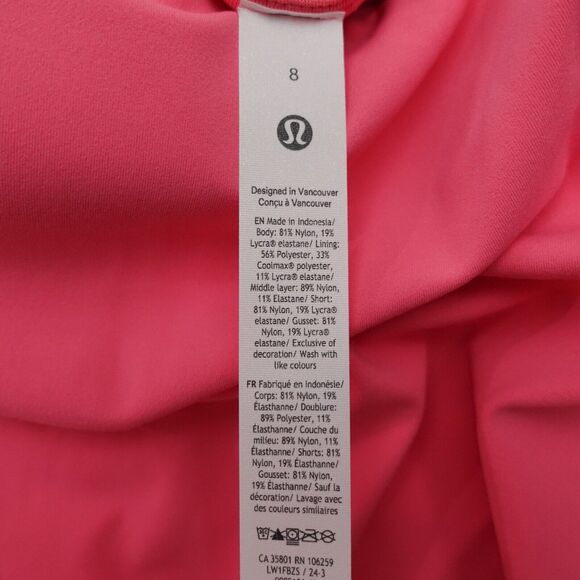 8
Designed in Vancouver
Conçu à Vancouver
EN Made in Indonesia/
Body: 81% Nylon, 19%
Lycra® elastane/ Lining:
56% Polyester, 33%
Coolmax® polyester,
11% Lycra® elastane/
Middle layer: 89% Nylon,
11% Elastane/ Short:
81% Nylon, 19% Lycra®
elastane/ Gusset: 81%
Nylon, 19% Lycra®
elastane/ Exclusive of
decoration/ Wash with
like colours
FR Fabriqué en Indonésie/
Corps: 81% Nylon, 19%
Élasthanne/ Doublure:
89% Polyester, 11%
Élasthanne/ Couche du
milieu: 89% Nylon, 11%
Élasthanne/ Shorts: 81%
Nylon, 19% Élasthanne/
Gousset: 81% Nylon,
19% Élasthanne/ Sauf la
décoration/ Lavage avec
des couleurs similaires
CA 35801 RN 106259
LW1FBZS / 24-3